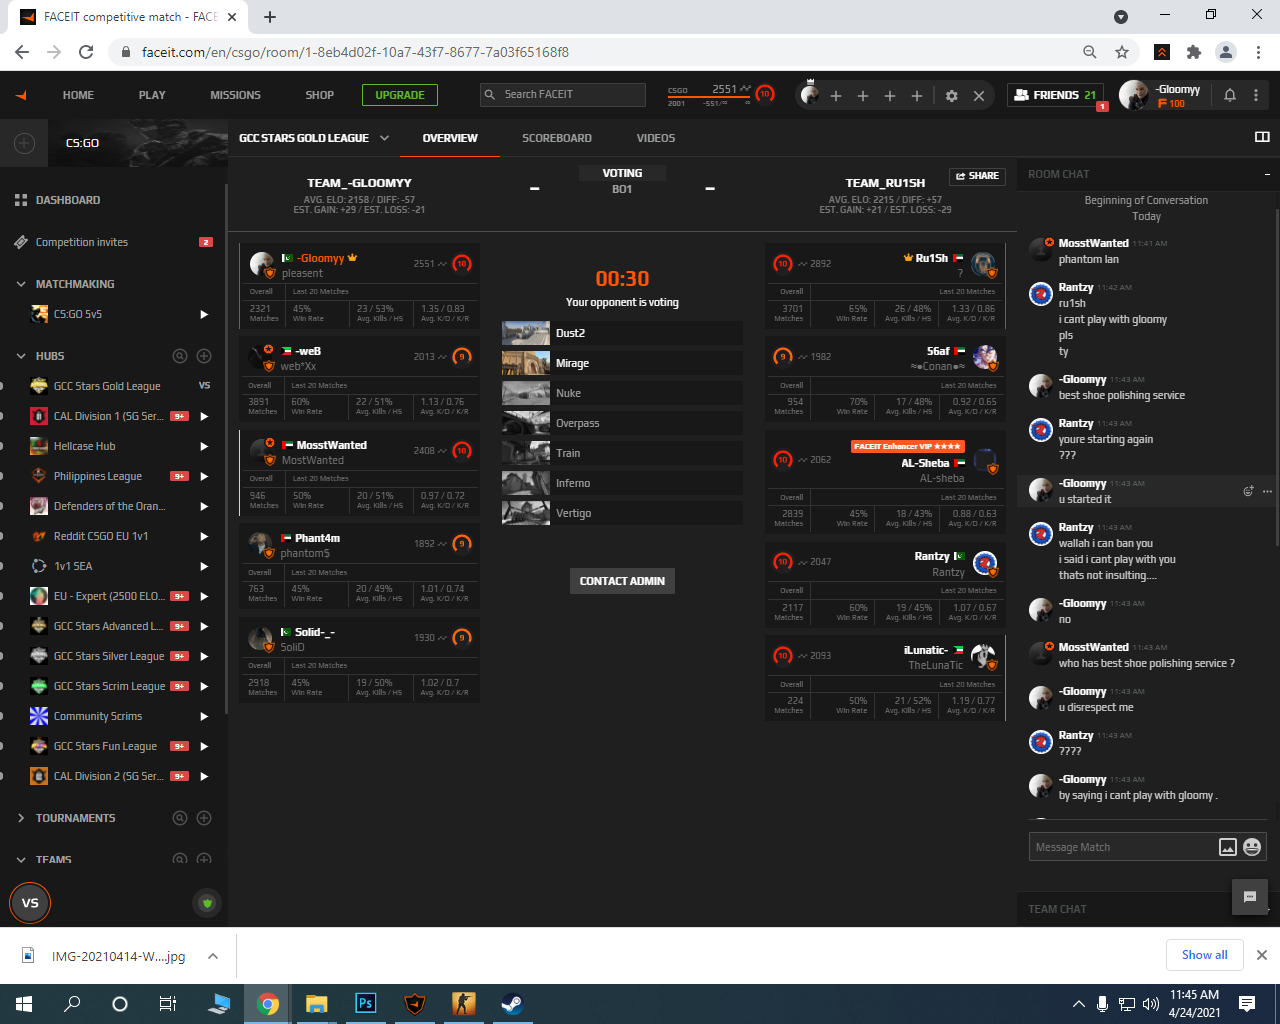 FACEIT competitive match - FACE
faceit.com/en/csgo/room/1-8eb4d02f-10a7-43f7-8677-7a03f65168f8
HOME PLAY MISSIONS SHOP UPGRADE
Search FACEIT
CSGO 2551 10
2001 -551/∞ ∞
FRIENDS 21
1
-Gloomyy
100
CS:GO
DASHBOARD
Competition invites 2
MATCHMAKING
CS:GO 5v5
HUBS
GCC Stars Gold League VS
CAL Division 1 (5G Ser... 9+
Hellcase Hub
Philippines League 9+
Defenders of the Oran...
Reddit CSGO EU 1v1
1v1 SEA
EU - Expert (2500 ELO... 9+
GCC Stars Advanced L... 9+
GCC Stars Silver League 9+
GCC Stars Scrim League 9+
Community Scrims
GCC Stars Fun League 9+
CAL Division 2 (5G Ser... 9+
TOURNAMENTS
TEAMS
VS
GCC STARS GOLD LEAGUE OVERVIEW SCOREBOARD VIDEOS
TEAM_-GLOOMYY
AVG. ELO: 2158 / DIFF: -57
EST. GAIN: +29 / EST. LOSS: -21
-
VOTING
BO1
-
SHARE
TEAM_RU1SH
AVG. ELO: 2215 / DIFF: +57
EST. GAIN: +21 / EST. LOSS: -29
-Gloomyy 2551 10
pleasent
Overall Last 20 Matches
2321 45% 23 / 53% 1.35 / 0.83
Matches Win Rate Avg. Kills / HS Avg. K/D / K/R
-weB 2013 9
web*Xx
Overall Last 20 Matches
3891 60% 22 / 51% 1.13 / 0.76
Matches Win Rate Avg. Kills / HS Avg. K/D / K/R
MosstWanted 2408 10
MostWanted
Overall Last 20 Matches
946 50% 20 / 51% 0.97 / 0.72
Matches Win Rate Avg. Kills / HS Avg. K/D / K/R
Phant4m 1892 9
phantom$
Overall Last 20 Matches
763 45% 20 / 49% 1.01 / 0.74
Matches Win Rate Avg. Kills / HS Avg. K/D / K/R
Solid-_- 1930 9
SoliD
Overall Last 20 Matches
2918 45% 19 / 50% 1.02 / 0.7
Matches Win Rate Avg. Kills / HS Avg. K/D / K/R
00:30
Your opponent is voting
Dust2
Mirage
Nuke
Overpass
Train
Inferno
Vertigo
CONTACT ADMIN
10 2892 Ru1Sh
?
Overall Last 20 Matches
3701 65% 26 / 48% 1.33 / 0.86
Matches Win Rate Avg. Kills / HS Avg. K/D / K/R
9 1982 56af
≈●Conan●≈
Overall Last 20 Matches
954 70% 17 / 48% 0.92 / 0.65
Matches Win Rate Avg. Kills / HS Avg. K/D / K/R
FACEIT Enhancer VIP ★★★★
10 2062 AL-Sheba
AL-sheba
Overall Last 20 Matches
2839 45% 18 / 43% 0.88 / 0.63
Matches Win Rate Avg. Kills / HS Avg. K/D / K/R
10 2047 Rantzy
Rantzy
Overall Last 20 Matches
2117 60% 19 / 45% 1.07 / 0.67
Matches Win Rate Avg. Kills / HS Avg. K/D / K/R
10 2093 iLunatic-
TheLunaTic
Overall Last 20 Matches
224 50% 21 / 52% 1.19 / 0.77
Matches Win Rate Avg. Kills / HS Avg. K/D / K/R
ROOM CHAT
Beginning of Conversation
Today
MosstWanted 11:41 AM
phantom lan
Rantzy 11:42 AM
ru1sh
i cant play with gloomy
pls
ty
-Gloomyy 11:43 AM
best shoe polishing service
Rantzy 11:43 AM
youre starting again
???
-Gloomyy 11:43 AM
u started it
Rantzy 11:43 AM
wallah i can ban you
i said i cant play with you
thats not insulting....
-Gloomyy 11:43 AM
no
MosstWanted 11:43 AM
who has best shoe polishing service ?
-Gloomyy 11:43 AM
u disrespect me
Rantzy 11:43 AM
????
-Gloomyy 11:43 AM
by saying i cant play with gloomy .
Message Match
TEAM CHAT
IMG-20210414-W....jpg
Show all
Ps
11:45 AM
4/24/2021